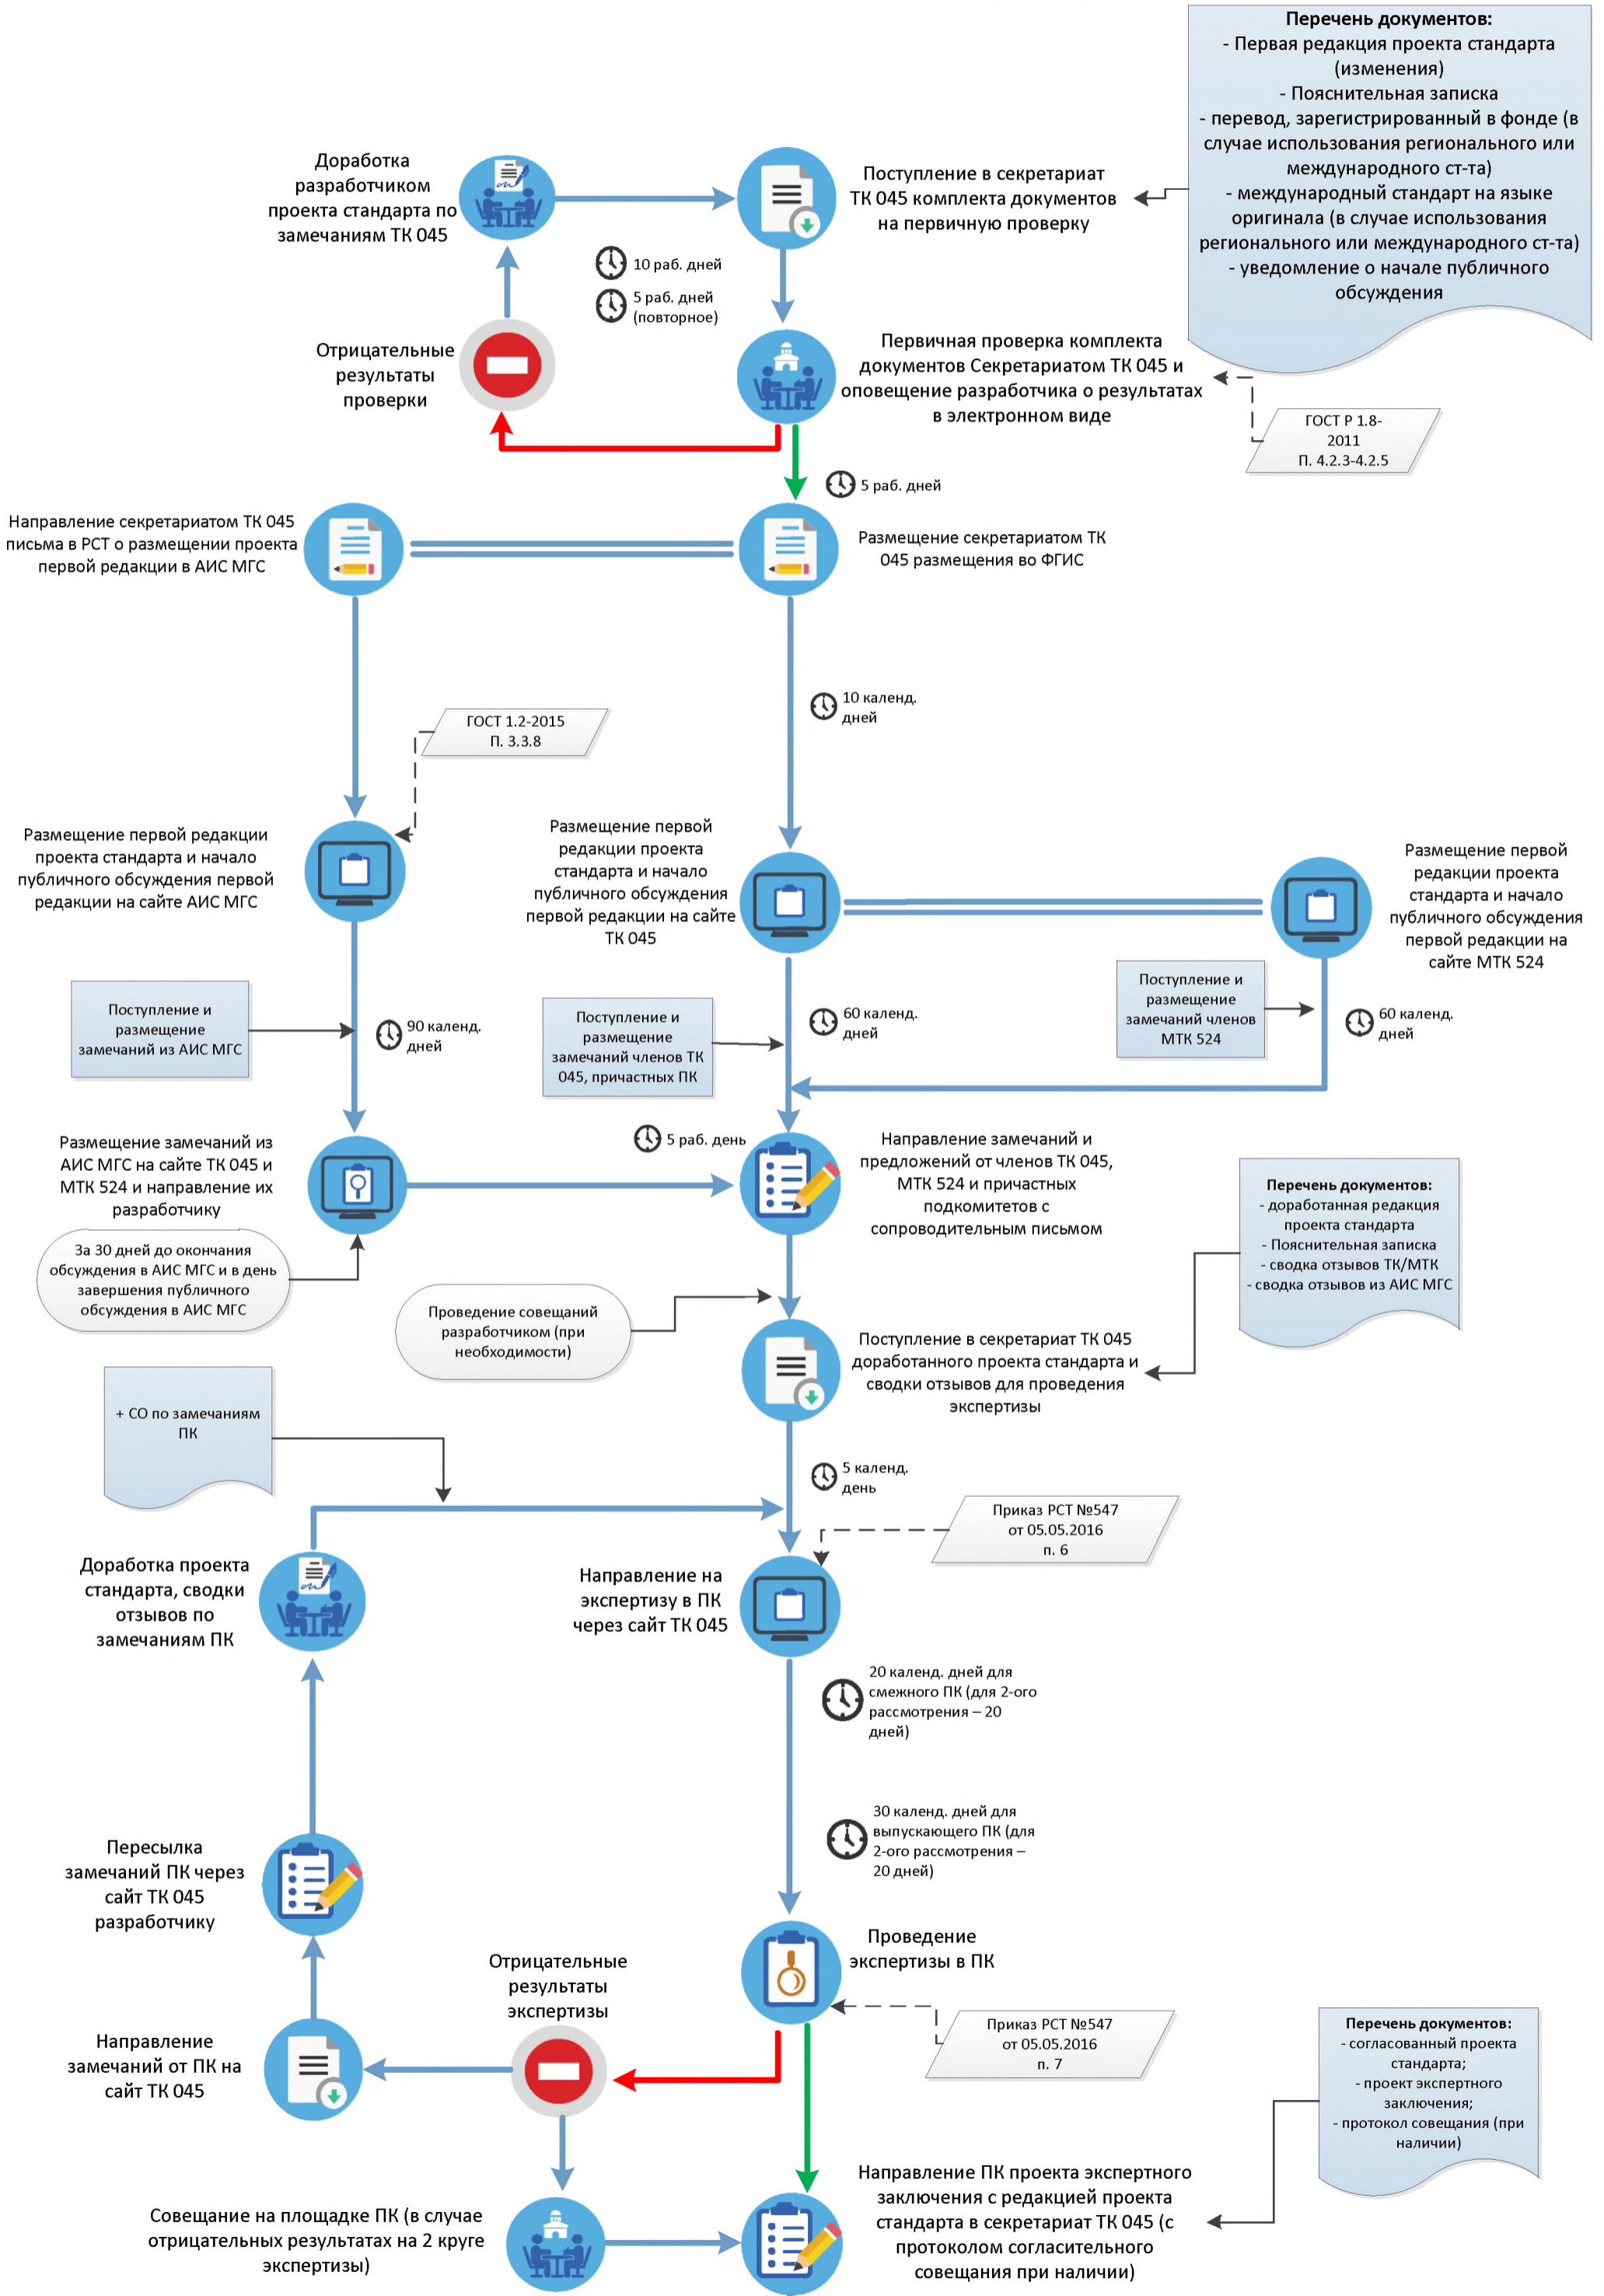 Перечень документов:
- Первая редакция проекта стандарта
(изменения)
- Пояснительная записка
- перевод, зарегистрированный в фонде (в
случае использования регионального или
международного ст-та)
- международный стандарт на языке
оригинала (в случае использования
регионального или международного ст-та)
- уведомление о начале публичного
обсуждения
Доработка
разработчиком
проекта стандарта по
замечаниям ТК 045
Поступление в секретариат
ТК 045 комплекта документов
на первичную проверку
10 раб. дней
5 раб. дней
(повторное)
Отрицательные
результаты
проверки
Первичная проверка комплекта
документов Секретариатом ТК 045 и
оповещение разработчика о результатах
в электронном виде
ГОСТ Р 1.8-
2011
П. 4.2.3-4.2.5
5 раб. дней
Направление секретариатом ТК 045
письма в РСТ о размещении проекта
первой редакции в АИС МГС
Размещение секретариатом ТК
045 размещения во ФГИС
10 календ.
дней
ГОСТ 1.2-2015
П. 3.3.8
Размещение первой редакции
проекта стандарта и начало
публичного обсуждения первой
редакции на сайте АИС МГС
Размещение первой
редакции проекта
стандарта и начало
публичного обсуждения
первой редакции на сайте
ТК 045
Размещение первой
редакции проекта
стандарта и начало
публичного обсуждения
первой редакции на
сайте МТК 524
Поступление и
размещение
замечаний из АИС МГС
90 календ.
дней
Поступление и
размещение
замечаний членов ТК
045, причастных ПК
60 календ.
дней
Поступление и
размещение
замечаний членов
МТК 524
60 календ.
дней
Размещение замечаний из
АИС МГС на сайте ТК 045 и
МТК 524 и направление их
разработчику
5 раб. день
Направление замечаний и
предложений от членов ТК 045,
МТК 524 и причастных
подкомитетов с
сопроводительным письмом
Перечень документов:
- доработанная редакция
проекта стандарта
- Пояснительная записка
- сводка отзывов ТК/МТК
- сводка отзывов из АИС МГС
За 30 дней до окончания
обсуждения в АИС МГС и в день
завершения публичного
обсуждения в АИС МГС
Проведение совещаний
разработчиком (при
необходимости)
Поступление в секретариат ТК 045
доработанного проекта стандарта и
сводки отзывов для проведения
экспертизы
+ СО по замечаниям
ПК
5 календ.
день
Приказ РСТ №547
от 05.05.2016
п. 6
Доработка проекта
стандарта, сводки
отзывов по
замечаниям ПК
Направление на
экспертизу в ПК
через сайт ТК 045
20 календ. дней для
смежного ПК (для 2-ого
рассмотрения – 20
дней)
30 календ. дней для
выпускающего ПК (для
2-ого рассмотрения –
20 дней)
Пересылка
замечаний ПК через
сайт ТК 045
разработчику
Проведение
экспертизы в ПК
Отрицательные
результаты
экспертизы
Приказ РСТ №547
от 05.05.2016
п. 7
Направление
замечаний от ПК на
сайт ТК 045
Перечень документов:
- согласованный проекта
стандарта;
- проект экспертного
заключения;
- протокол совещания (при
наличии)
Совещание на площадке ПК (в случае
отрицательных результатах на 2 круге
экспертизы)
Направление ПК проекта экспертного
заключения с редакцией проекта
стандарта в секретариат ТК 045 (с
протоколом согласительного
совещания при наличии)